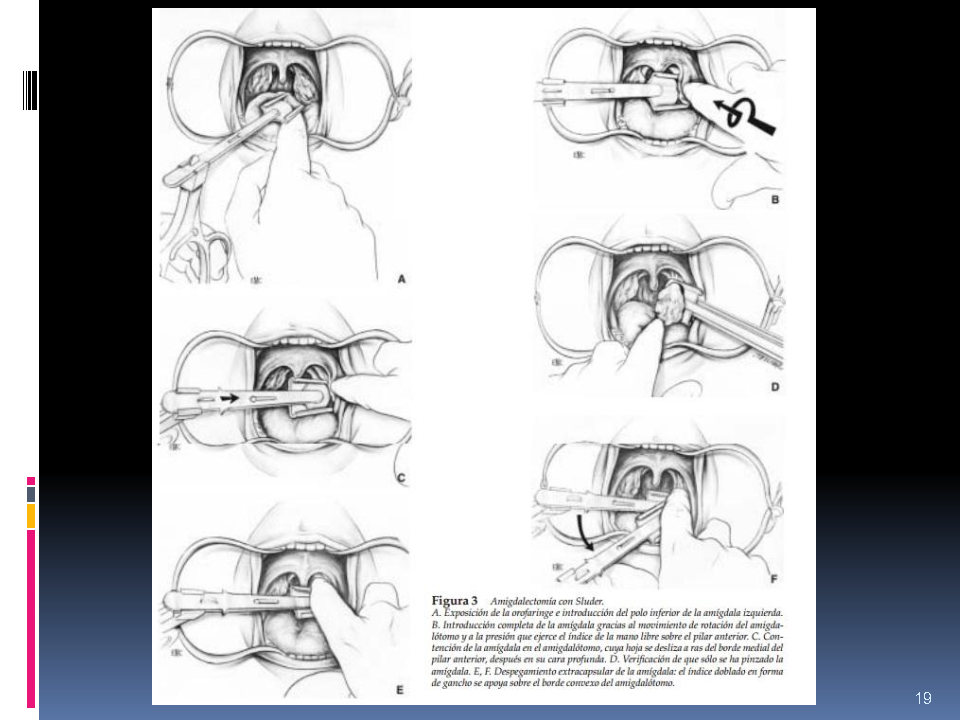 A
B
C
D
E
F
Figura 3 Amigdalectomía con Sluder.
A. Exposición de la orofaringe e introducción del polo inferior de la amígdala izquierda.
B. Introducción completa de la amígdala gracias al movimiento de rotación del amigda-
lótomo y a la presión que ejerce el índice de la mano libre sobre el pilar anterior. C. Con-
tención de la amígdala en el amigdalótomo, cuya hoja se desliza a ras del borde medial del
pilar anterior, después en su cara profunda. D. Verificación de que sólo se ha pinzado la
amígdala. E, F. Despegamiento extracapsular de la amígdala: el índice doblado en forma
de gancho se apoya sobre el borde convexo del amigdalótomo.
19